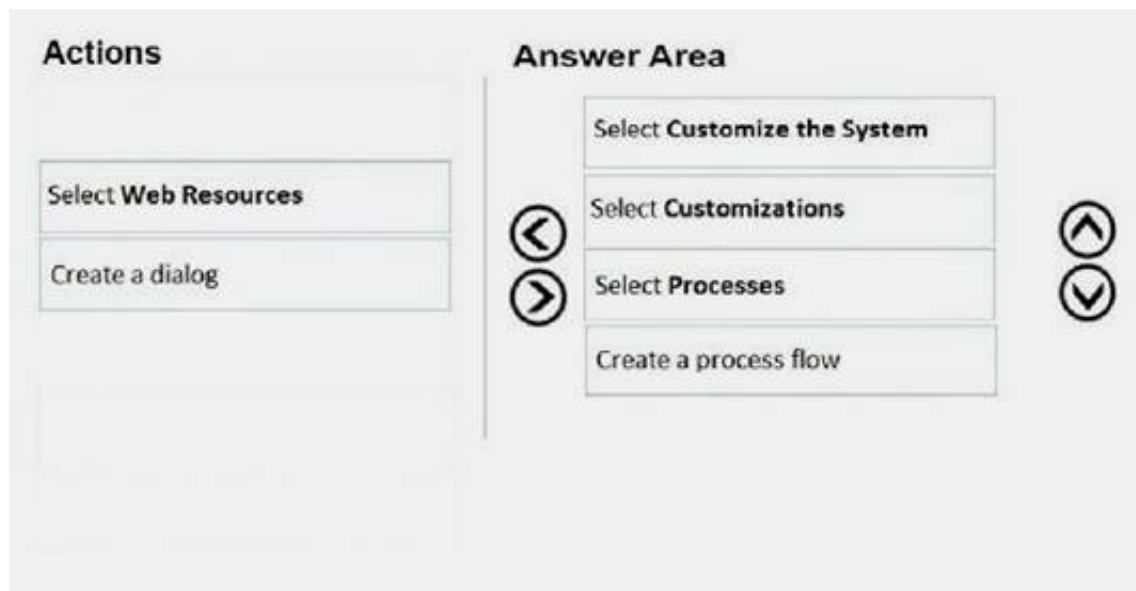 Actions
Select Web Resources
Create a dialog
Answer Area
Select Customize the System
Select Customizations
Select Processes
Create a process flow